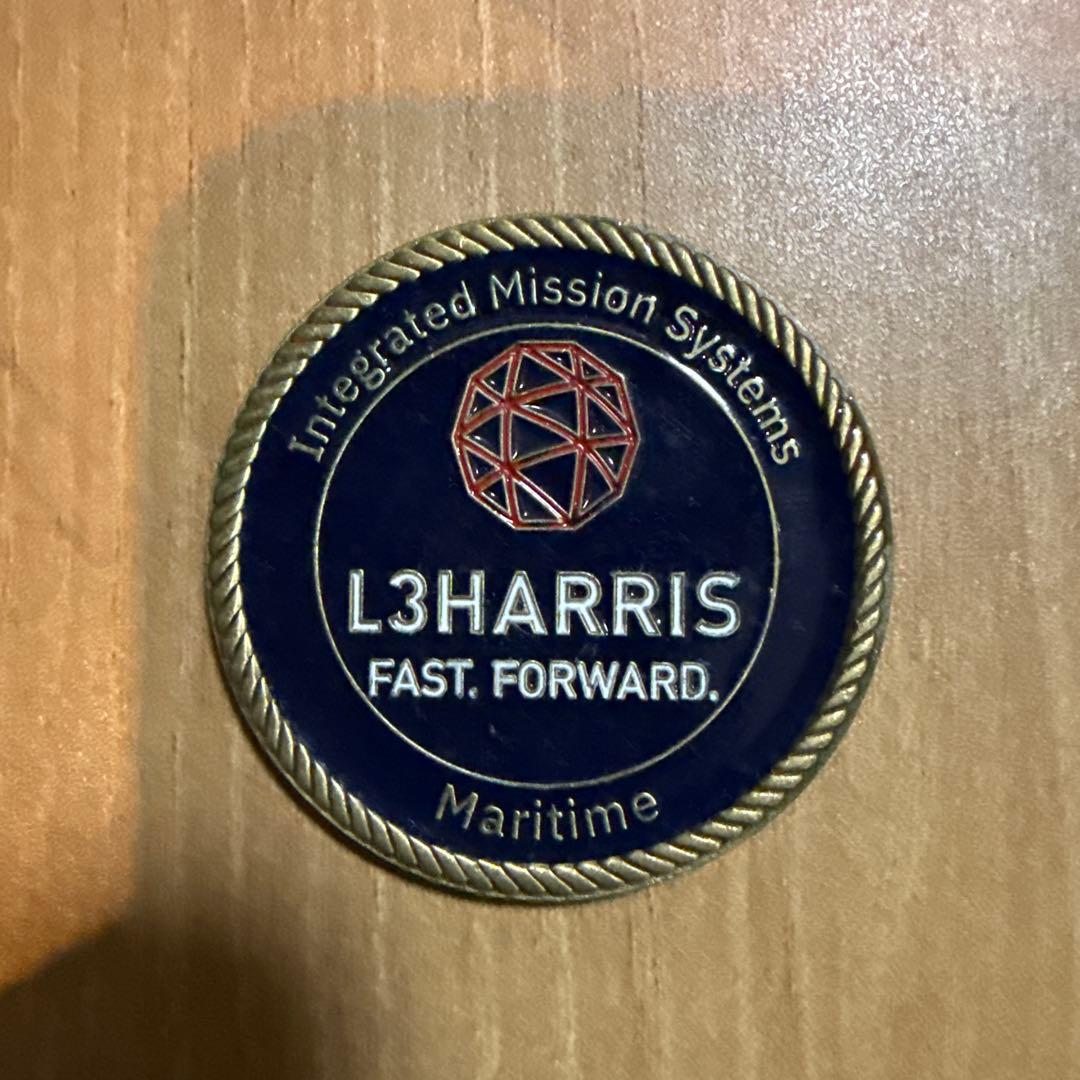 Integrated Mission Systems
L3HARRIS
FAST. FORWARD.
Maritime